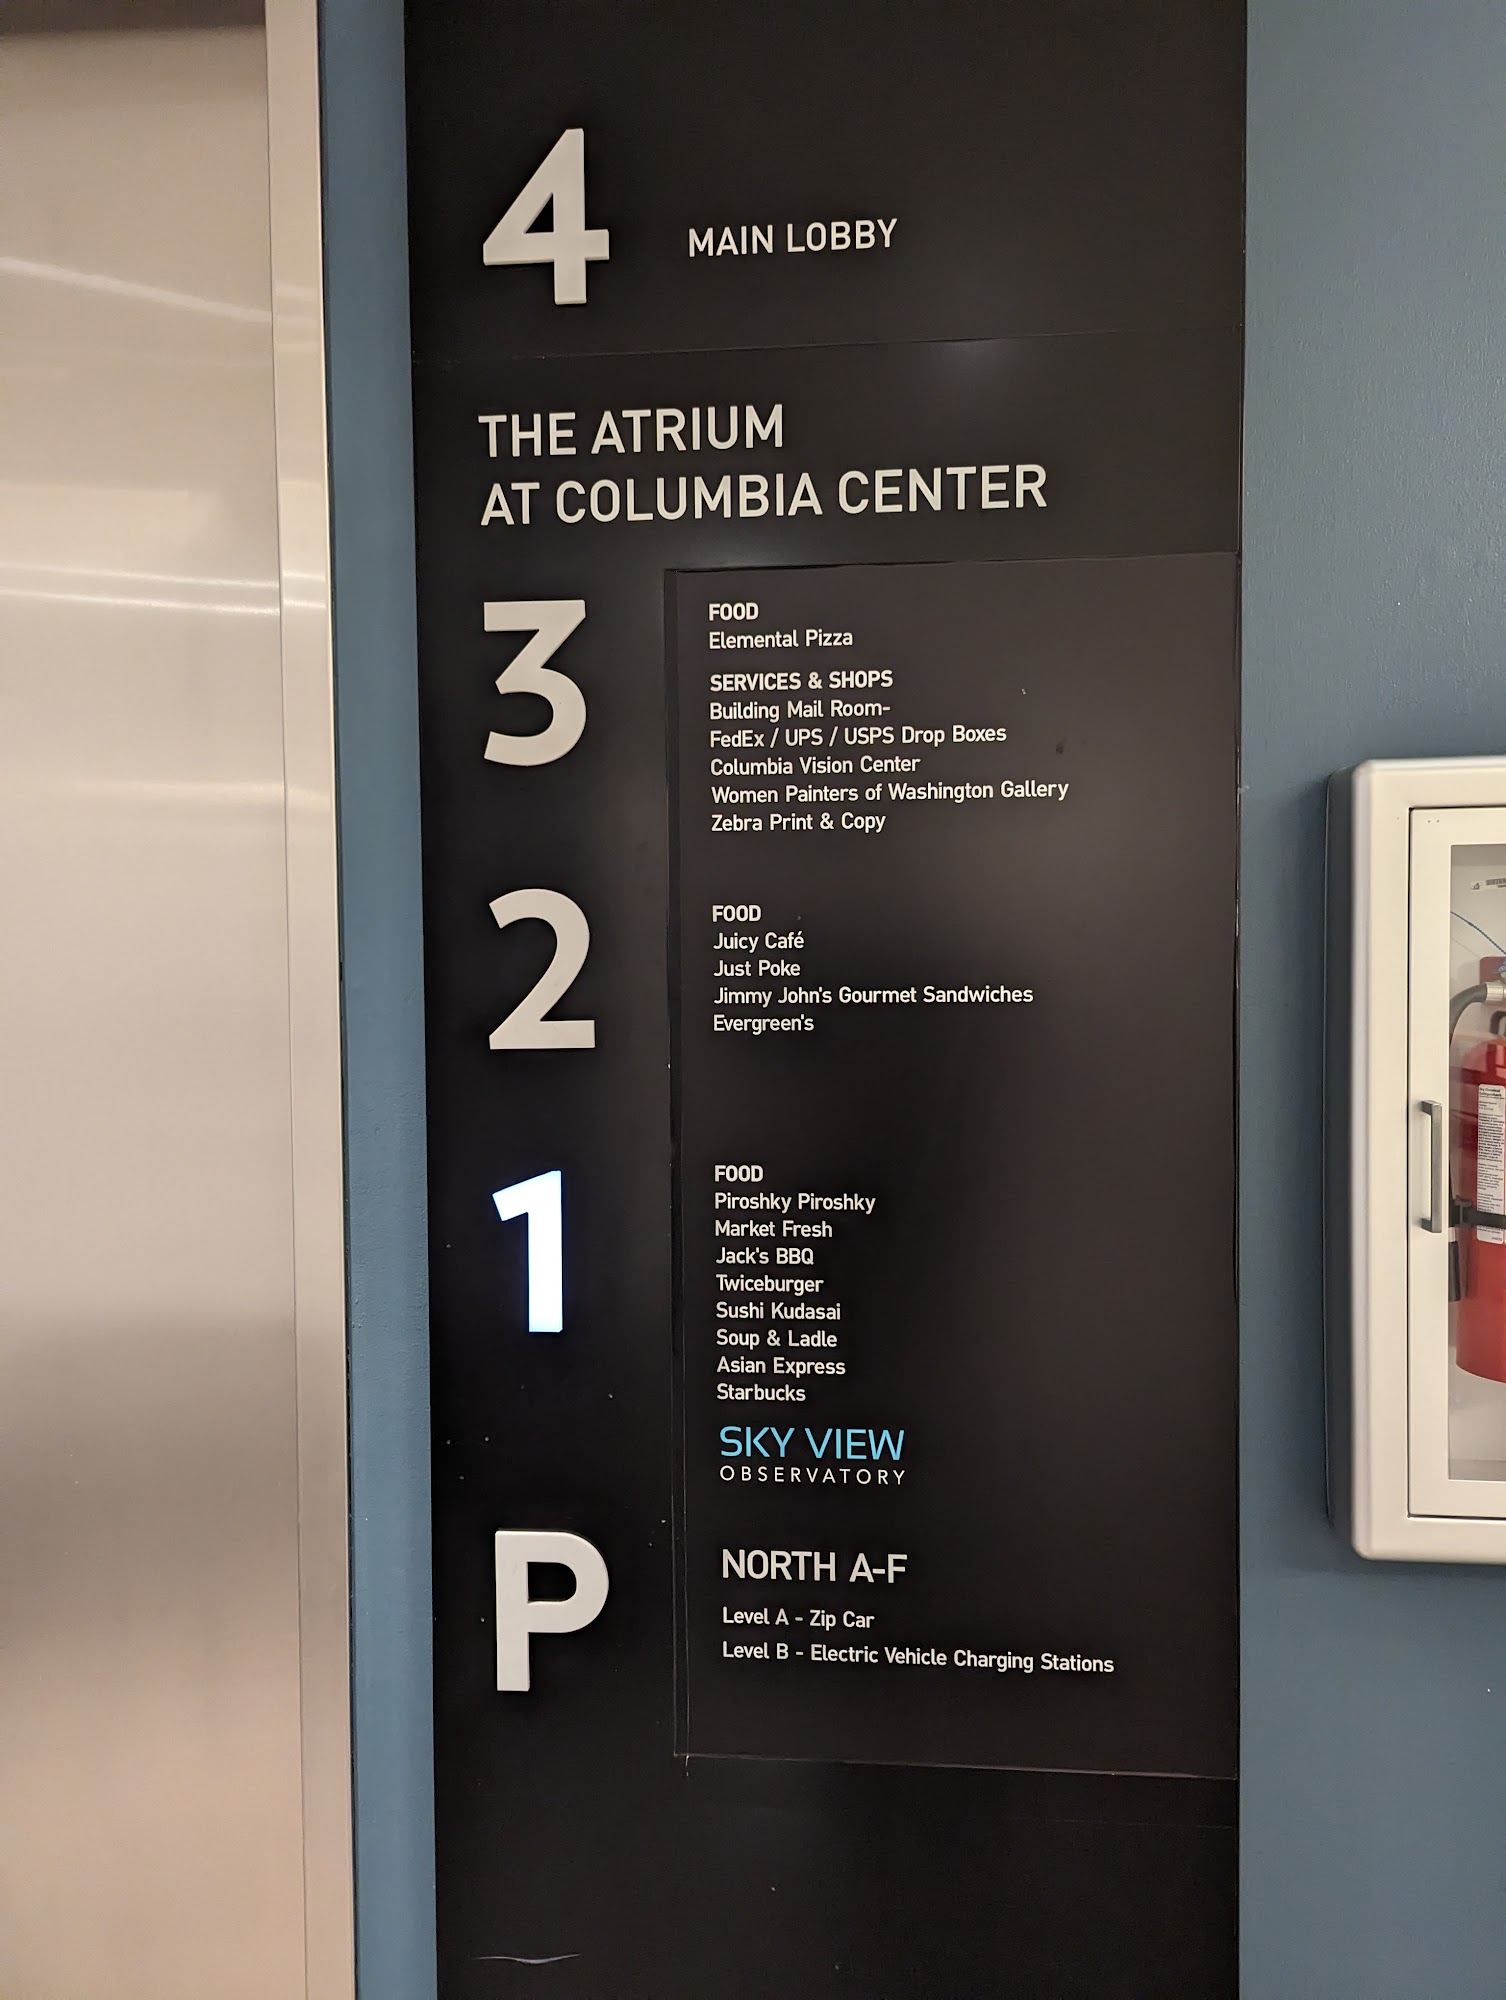 4
MAIN LOBBY
THE ATRIUM
AT COLUMBIA CENTER
3
FOOD
Elemental Pizza
SERVICES & SHOPS
Building Mail Room-
FedEx / UPS / USPS Drop Boxes
Columbia Vision Center
Women Painters of Washington Gallery
Zebra Print & Copy
2
FOOD
Juicy Café
Just Poke
Jimmy John's Gourmet Sandwiches
Evergreen's
1
FOOD
Piroshky Piroshky
Market Fresh
Jack's BBQ
Twiceburger
Sushi Kudasai
Soup & Ladle
Asian Express
Starbucks
SKY VIEW
OBSERVATORY
P
NORTH A-F
Level A - Zip Car
Level B - Electric Vehicle Charging Stations